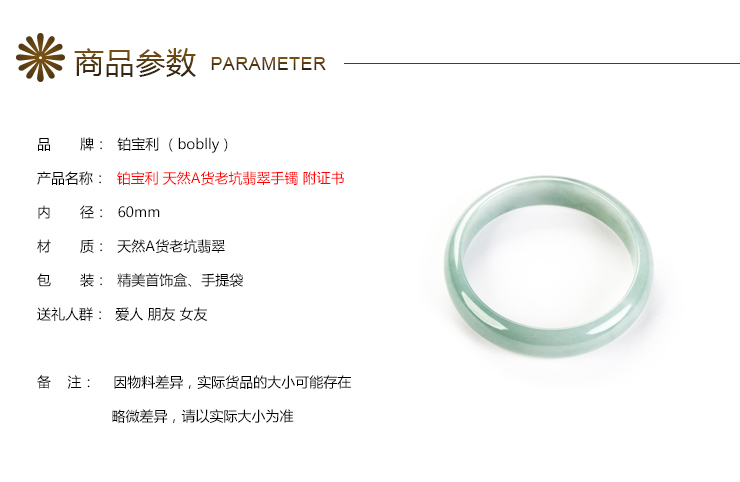 商品参数 PARAMETER
品 牌： 铂宝利（boblly）
产品名称： 铂宝利 天然A货老坑翡翠手镯 附证书
内 径： 60mm
材 质： 天然A货老坑翡翠
包 装： 精美首饰盒、手提袋
送礼人群： 爱人 朋友 女友
备 注： 因物料差异，实际货品的大小可能存在
略微差异，请以实际大小为准